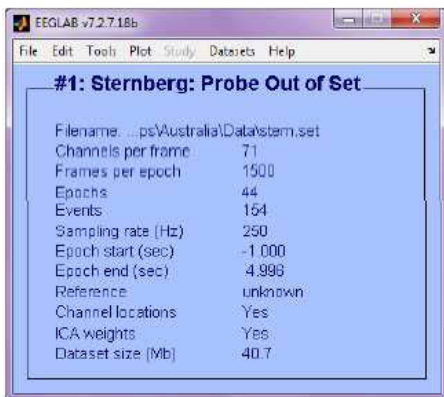 EEGLAB v7.2.7.18b
File Edit Tools Plot Study Datasets Help
#1: Sternberg: Probe Out of Set
Filename: ...ps\Australia\Data\stern.set
Channels per frame 71
Frames per epoch 1500
Epochs 44
Events 154
Sampling rate (Hz) 250
Epoch start (sec) -1.000
Epoch end (sec) 4.996
Reference unknown
Channel locations Yes
ICA weights Yes
Dataset size (Mb) 40.7